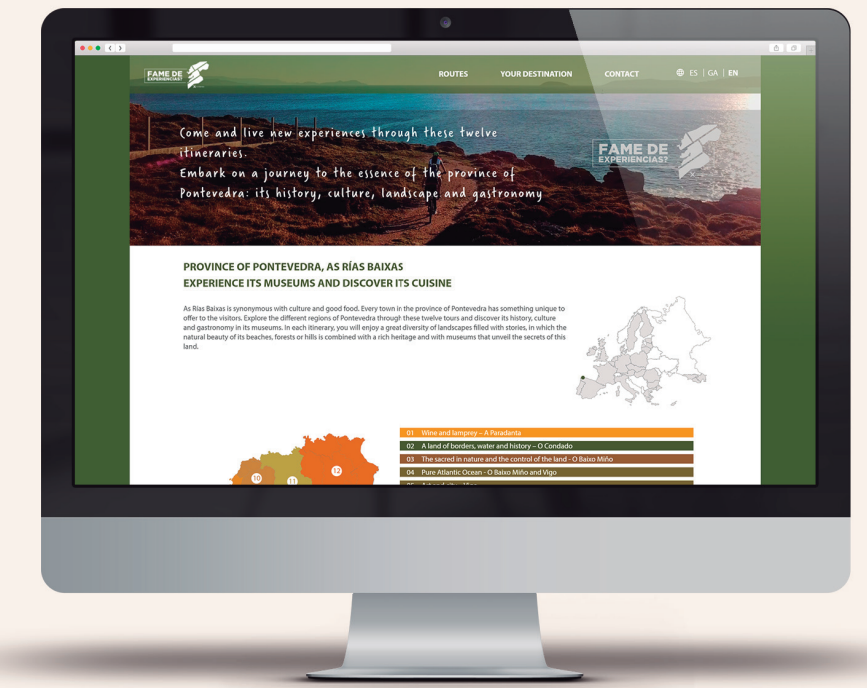 FAME DE
EXPERIENCIAS?
ROUTES
YOUR DESTINATION
CONTACT
ES | GA | EN
Come and live new experiences through these twelve
itineraries.
Embark on a journey to the essence of the province of
Pontevedra: its history, culture, landscape and gastronomy
FAME DE
EXPERIENCIAS?
PROVINCE OF PONTEVEDRA, AS RÍAS BAIXAS
EXPERIENCE ITS MUSEUMS AND DISCOVER ITS CUISINE
As Rías Baixas is synonymous with culture and good food. Every town in the province of Pontevedra has something unique to
offer to the visitors. Explore the different regions of Pontevedra through these twelve tours and discover its history, culture
and gastronomy in its museums. In each itinerary, you will enjoy a great diversity of landscapes filled with stories, in which the
natural beauty of its beaches, forests or hills is combined with a rich heritage and with museums that unveil the secrets of this
land.
10
11
12
01 Wine and lamprey – A Paradanta
02 A land of borders, water and history – O Condado
03 The sacred in nature and the control of the land - O Baixo Miño
04 Pure Atlantic Ocean - O Baixo Miño and Vigo